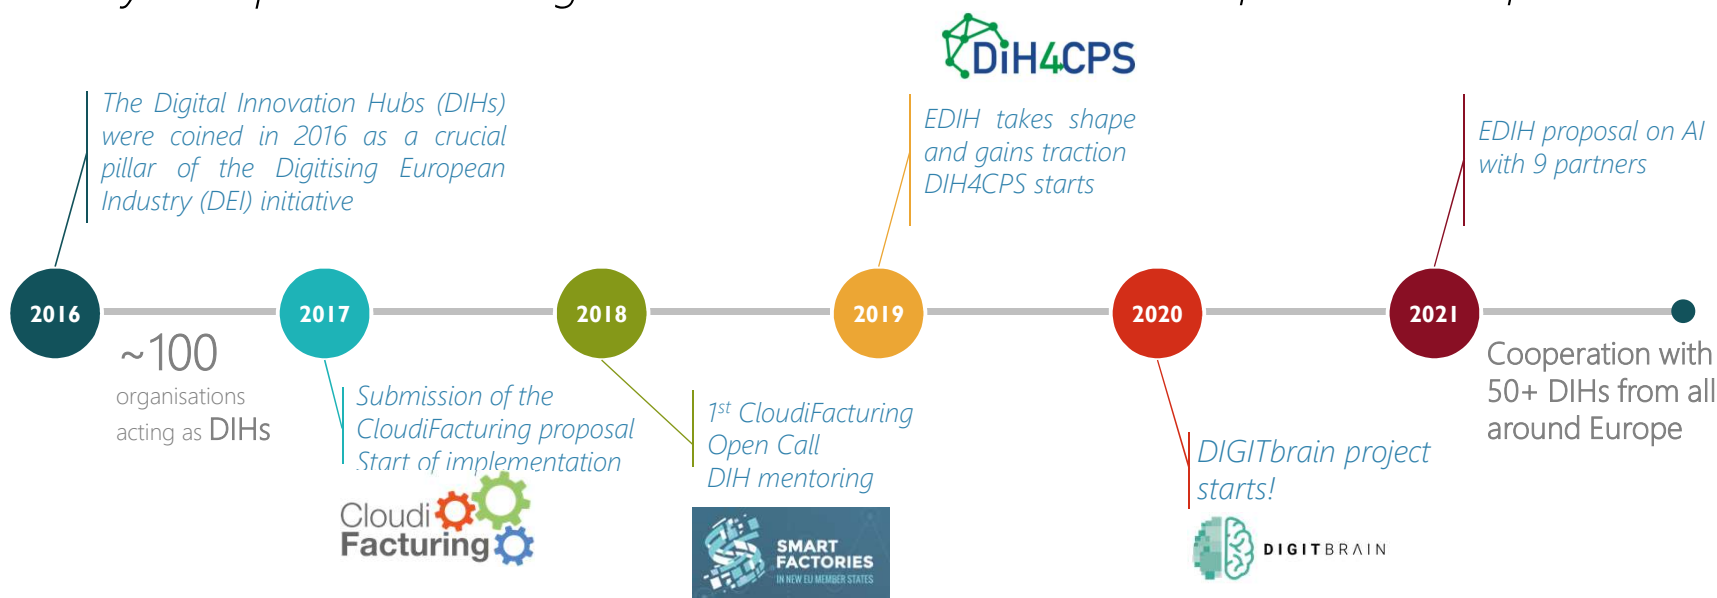 DiH4CPS
The Digital Innovation Hubs (DIHs)
were coined in 2016 as a crucial
pillar of the Digitising European
Industry (DEI) initiative
EDIH takes shape
and gains traction
DIH4CPS starts
EDIH proposal on AI
with 9 partners
2016
2017
2018
2019
2020
2021
~100
organisations
acting as DIHs
Submission of the
CloudiFacturing proposal
Start of implementation
Cloudi
Facturing
1st CloudiFacturing
Open Call
DIH mentoring
SMART
FACTORIES
IN NEW EU MEMBER STATES
DIGITbrain project
starts!
DIGITBRAIN
Cooperation with
50+ DIHs from all
around Europe